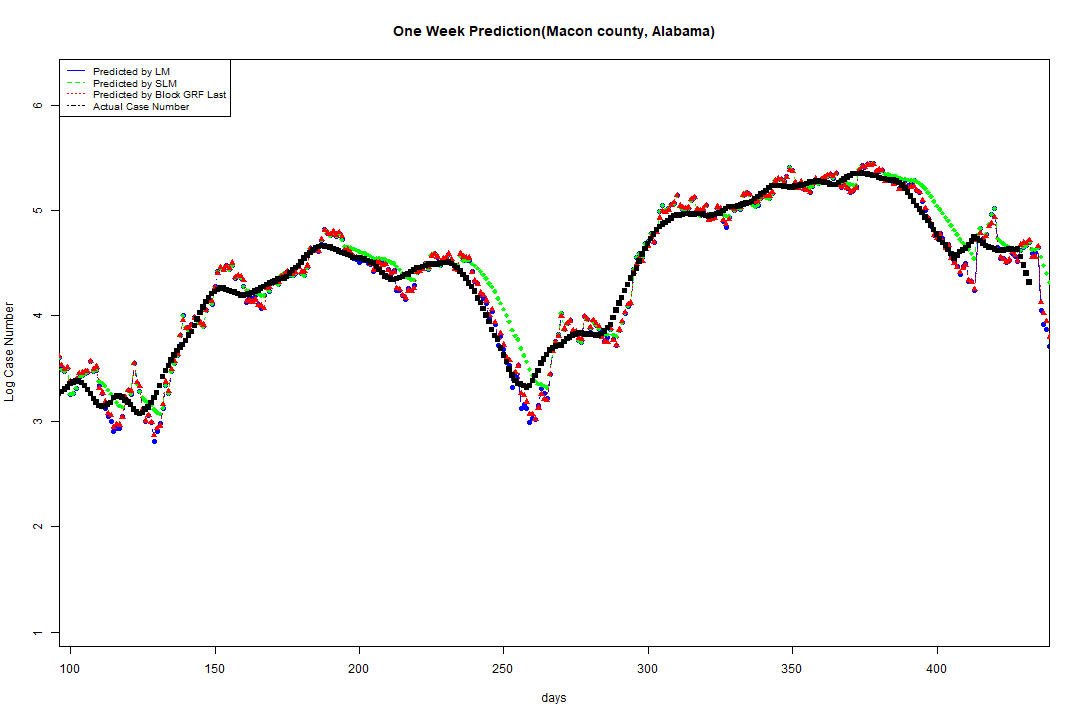 One Week Prediction(Macon county, Alabama)
Predicted by LM
Predicted by SLM
Predicted by Block GRF Last
Actual Case Number
6
5
4
3
2
1
Log Case Number
100 150 200 250 300 350 400
days